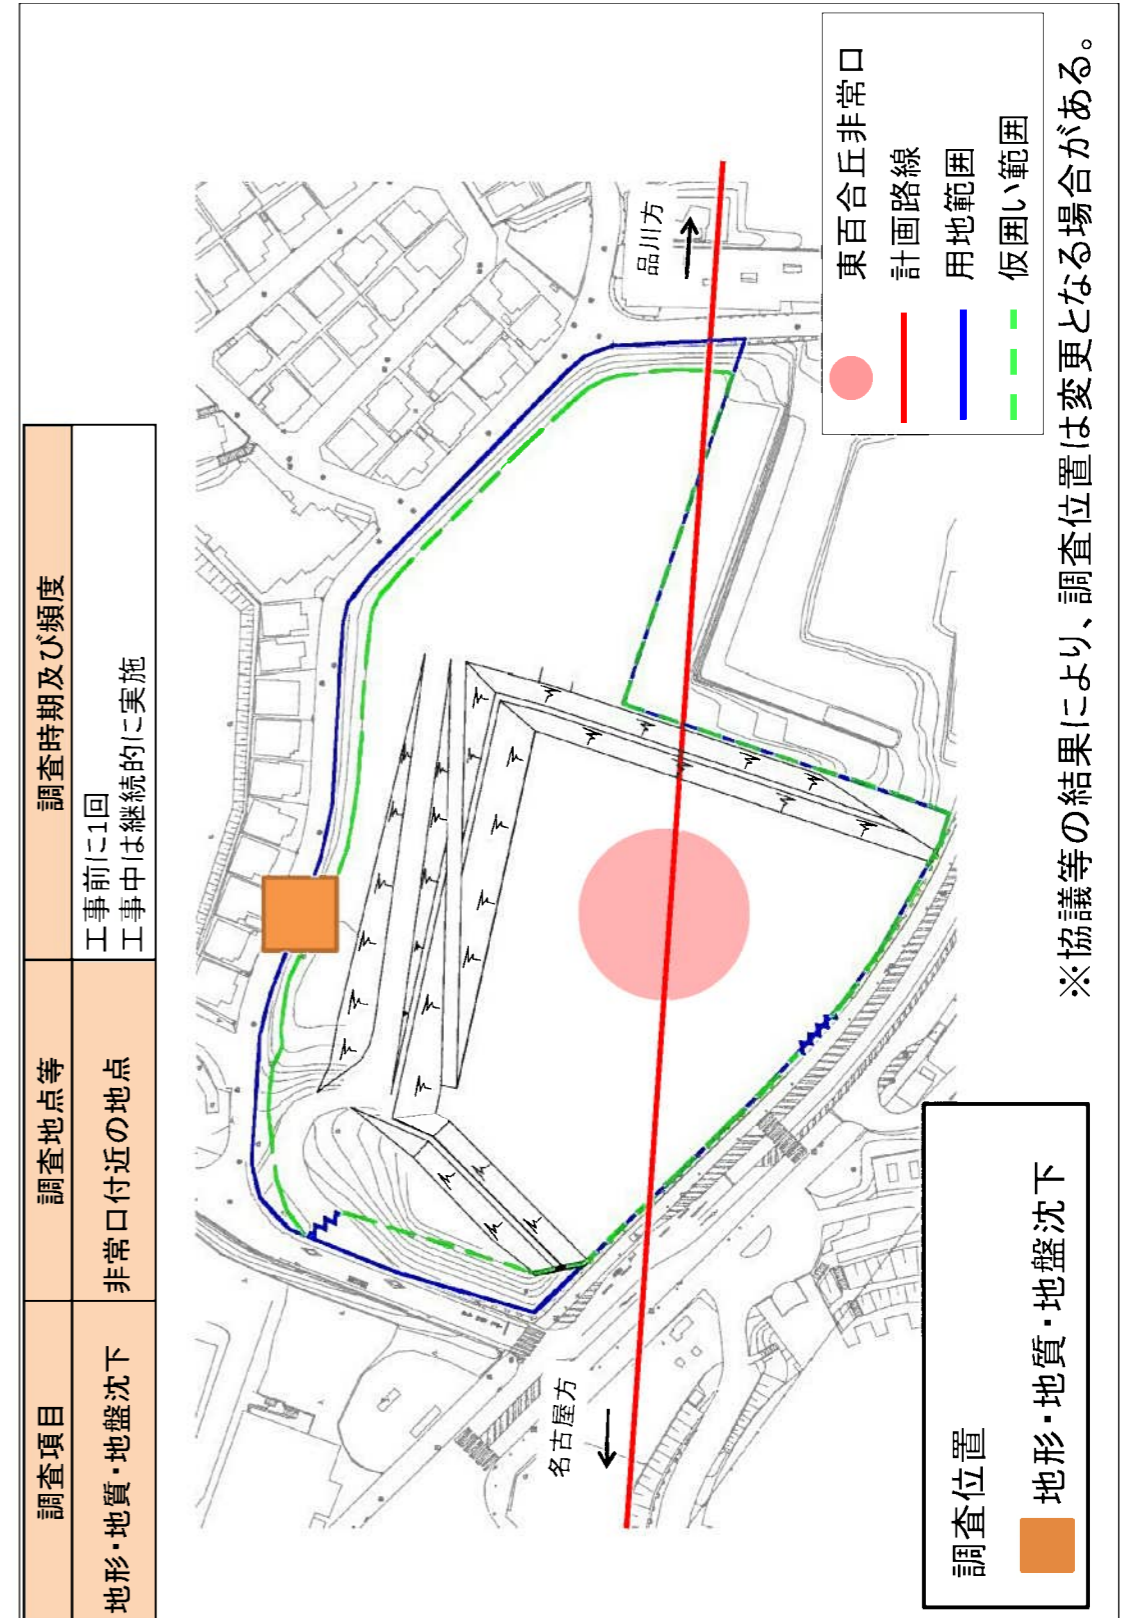 調査項目
調査地点等
調査時期及び頻度
地形・地質・地盤沈下
非常口付近の地点
工事前に1回
工事中は継続的に実施
名古屋方
品川方
東百合丘非常口
計画路線
用地範囲
仮囲い範囲
調査位置
地形・地質・地盤沈下
※協議等の結果により、調査位置は変更となる場合がある。